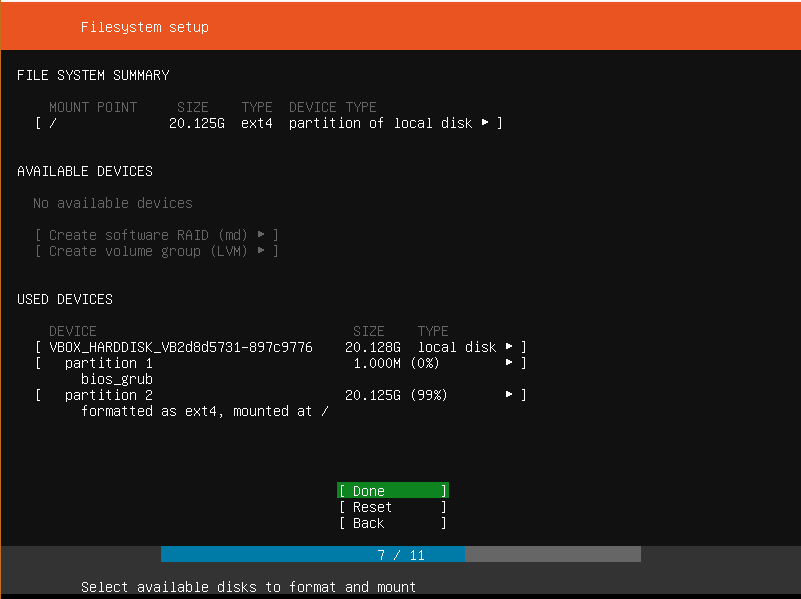 Filesystem setup
FILE SYSTEM SUMMARY
MOUNT POINT SIZE TYPE DEVICE TYPE
[ / 20.125G ext4 partition of local disk ▸ ]
AVAILABLE DEVICES
No available devices
[ Create software RAID (md) ▸ ]
[ Create volume group (LVM) ▸ ]
USED DEVICES
DEVICE SIZE TYPE
[ VBOX_HARDDISK_VB2d8d5731-897c9776 20.128G local disk ▸ ]
[ partition 1 1.000M (0%) ▸ ]
bios_grub
[ partition 2 20.125G (99%) ▸ ]
formatted as ext4, mounted at /
[ Done ]
[ Reset ]
[ Back ]
7 / 11
Select available disks to format and mount